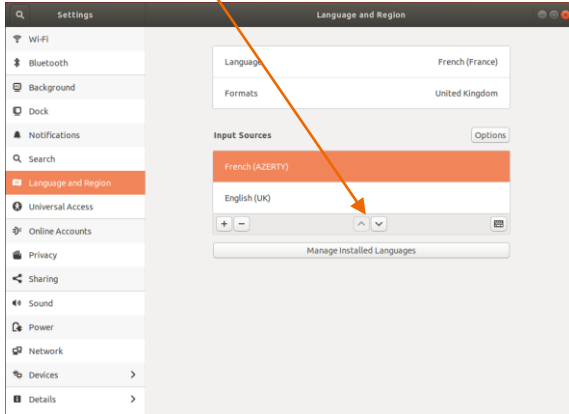 Settings
Language and Region
Wi-Fi
Bluetooth
Background
Dock
Notifications
Search
Language and Region
Universal Access
Online Accounts
Privacy
Sharing
Sound
Power
Network
Devices
Details
Language French (France)
Formats United Kingdom
Input Sources Options
French (AZERTY)
English (UK)
Manage Installed Languages